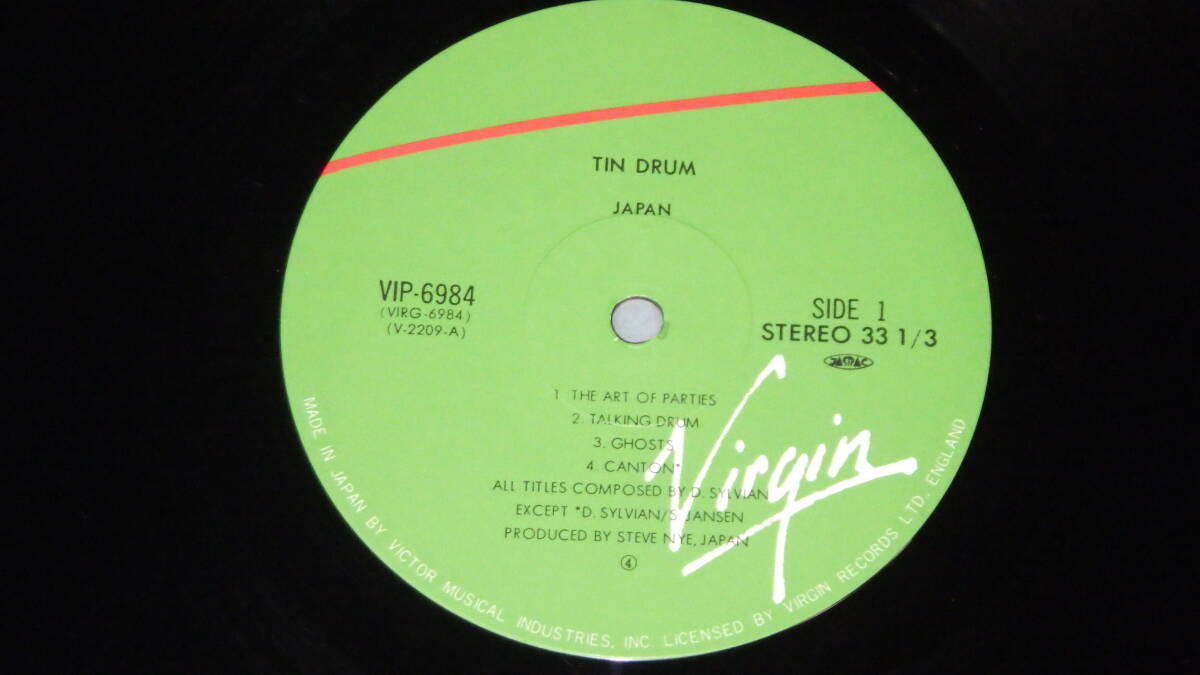 TIN DRUM
JAPAN
VIP-6984
(VIRG-6984)
(V-2209-A)
SIDE 1
STEREO 33 1/3
JASRAC
1 THE ART OF PARTIES
2. TALKING DRUM
3. GHOSTS
4. CANTON*
ALL TITLES COMPOSED BY D. SYLVIAN
EXCEPT *D. SYLVIAN/S. JANSEN
PRODUCED BY STEVE NYE, JAPAN
④
Virgin
MADE IN JAPAN BY VICTOR MUSICAL INDUSTRIES, INC. LICENSED BY VIRGIN RECORDS LTD., ENGLAND